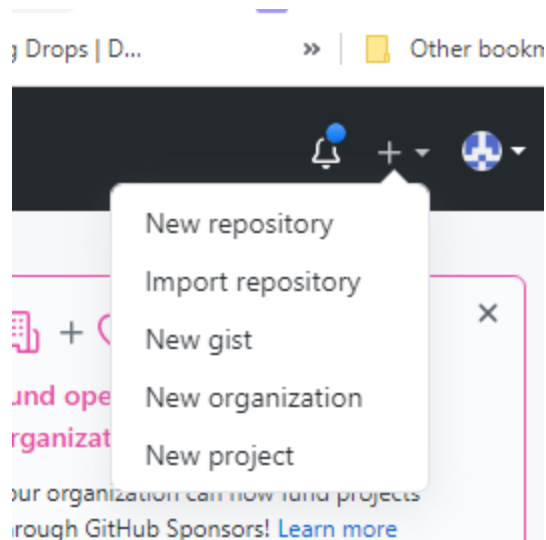 Drops | D...
» Other bookm
New repository
Import repository
New gist
New organization
New project
und ope
rganizat
our organization can now fund projects
rough GitHub Sponsors! Learn more